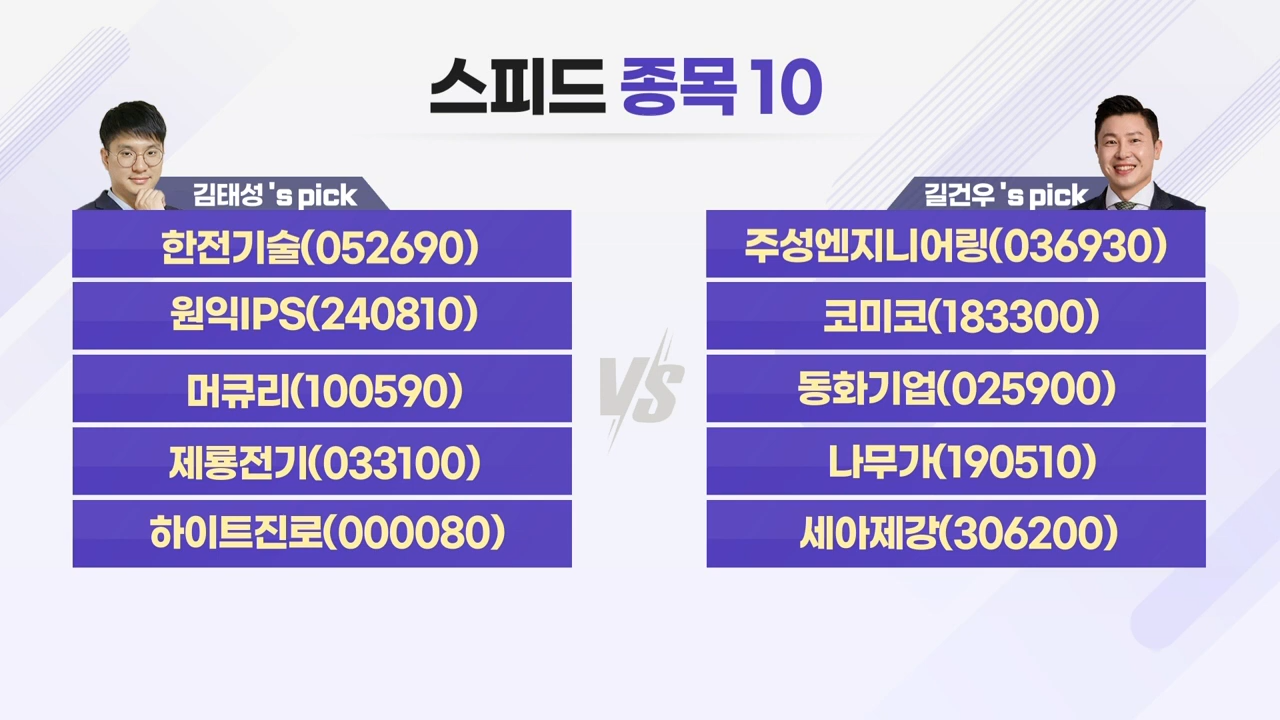 스피드 종목 10
김태성 's pick
한전기술(052690)
원익IPS(240810)
머큐리(100590)
제룡전기(033100)
하이트진로(000080)
VS
길건우 's pick
주성엔지니어링(036930)
코미코(183300)
동화기업(025900)
나무가(190510)
세아제강(306200)